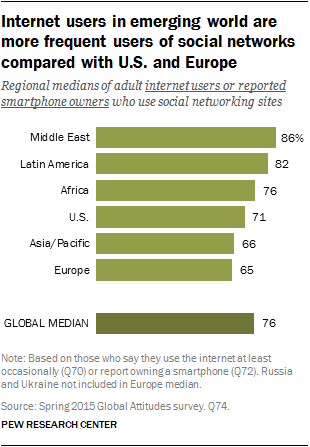 Internet users in emerging world are
more frequent users of social networks
compared with U.S. and Europe
Regional medians of adult internet users or reported
smartphone owners who use social networking sites
Middle East 86%
Latin America 82
Africa 76
U.S. 71
Asia/Pacific 66
Europe 65
GLOBAL MEDIAN 76
Note: Based on those who say they use the internet at least
occasionally (Q70) or report owning a smartphone (Q72). Russia
and Ukraine not included in Europe median.
Source: Spring 2015 Global Attitudes survey, Q74.
PEW RESEARCH CENTER